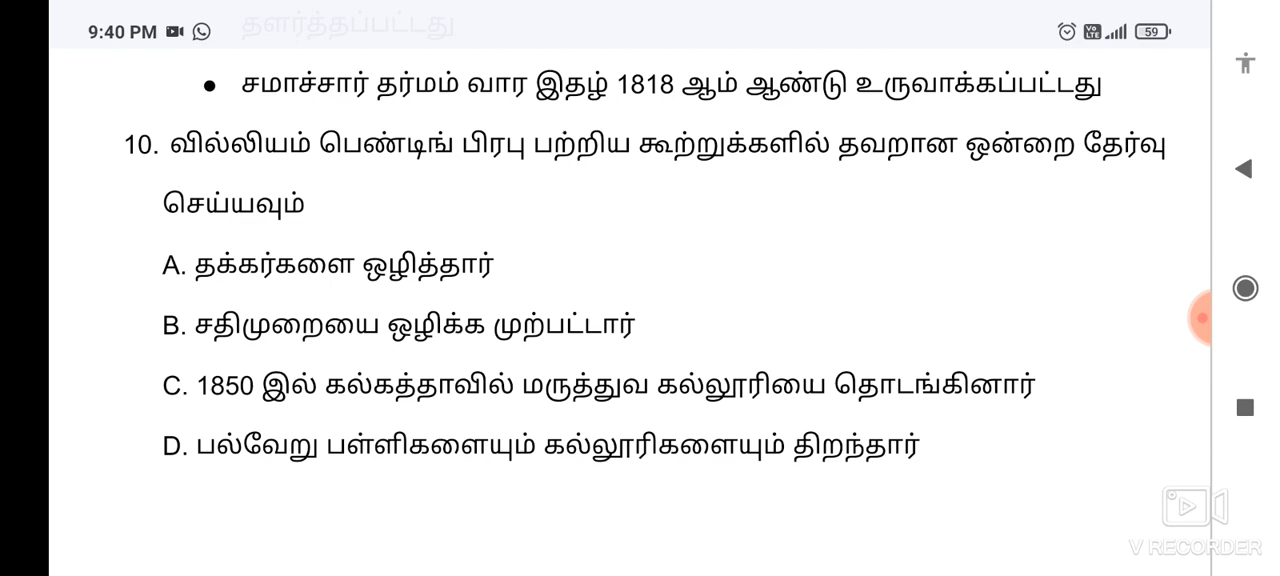 9:40 PM
தளர்த்தப்பட்டது
59
• சமாச்சார் தர்மம் வார இதழ் 1818 ஆம் ஆண்டு உருவாக்கப்பட்டது
10. வில்லியம் பெண்டிங் பிரபு பற்றிய கூற்றுக்களில் தவறான ஒன்றை தேர்வு
செய்யவும்
A. தக்கர்களை ஒழித்தார்
B. சதிமுறையை ஒழிக்க முற்பட்டார்
C. 1850 இல் கல்கத்தாவில் மருத்துவ கல்லூரியை தொடங்கினார்
D. பல்வேறு பள்ளிகளையும் கல்லூரிகளையும் திறந்தார்
V RECORDER